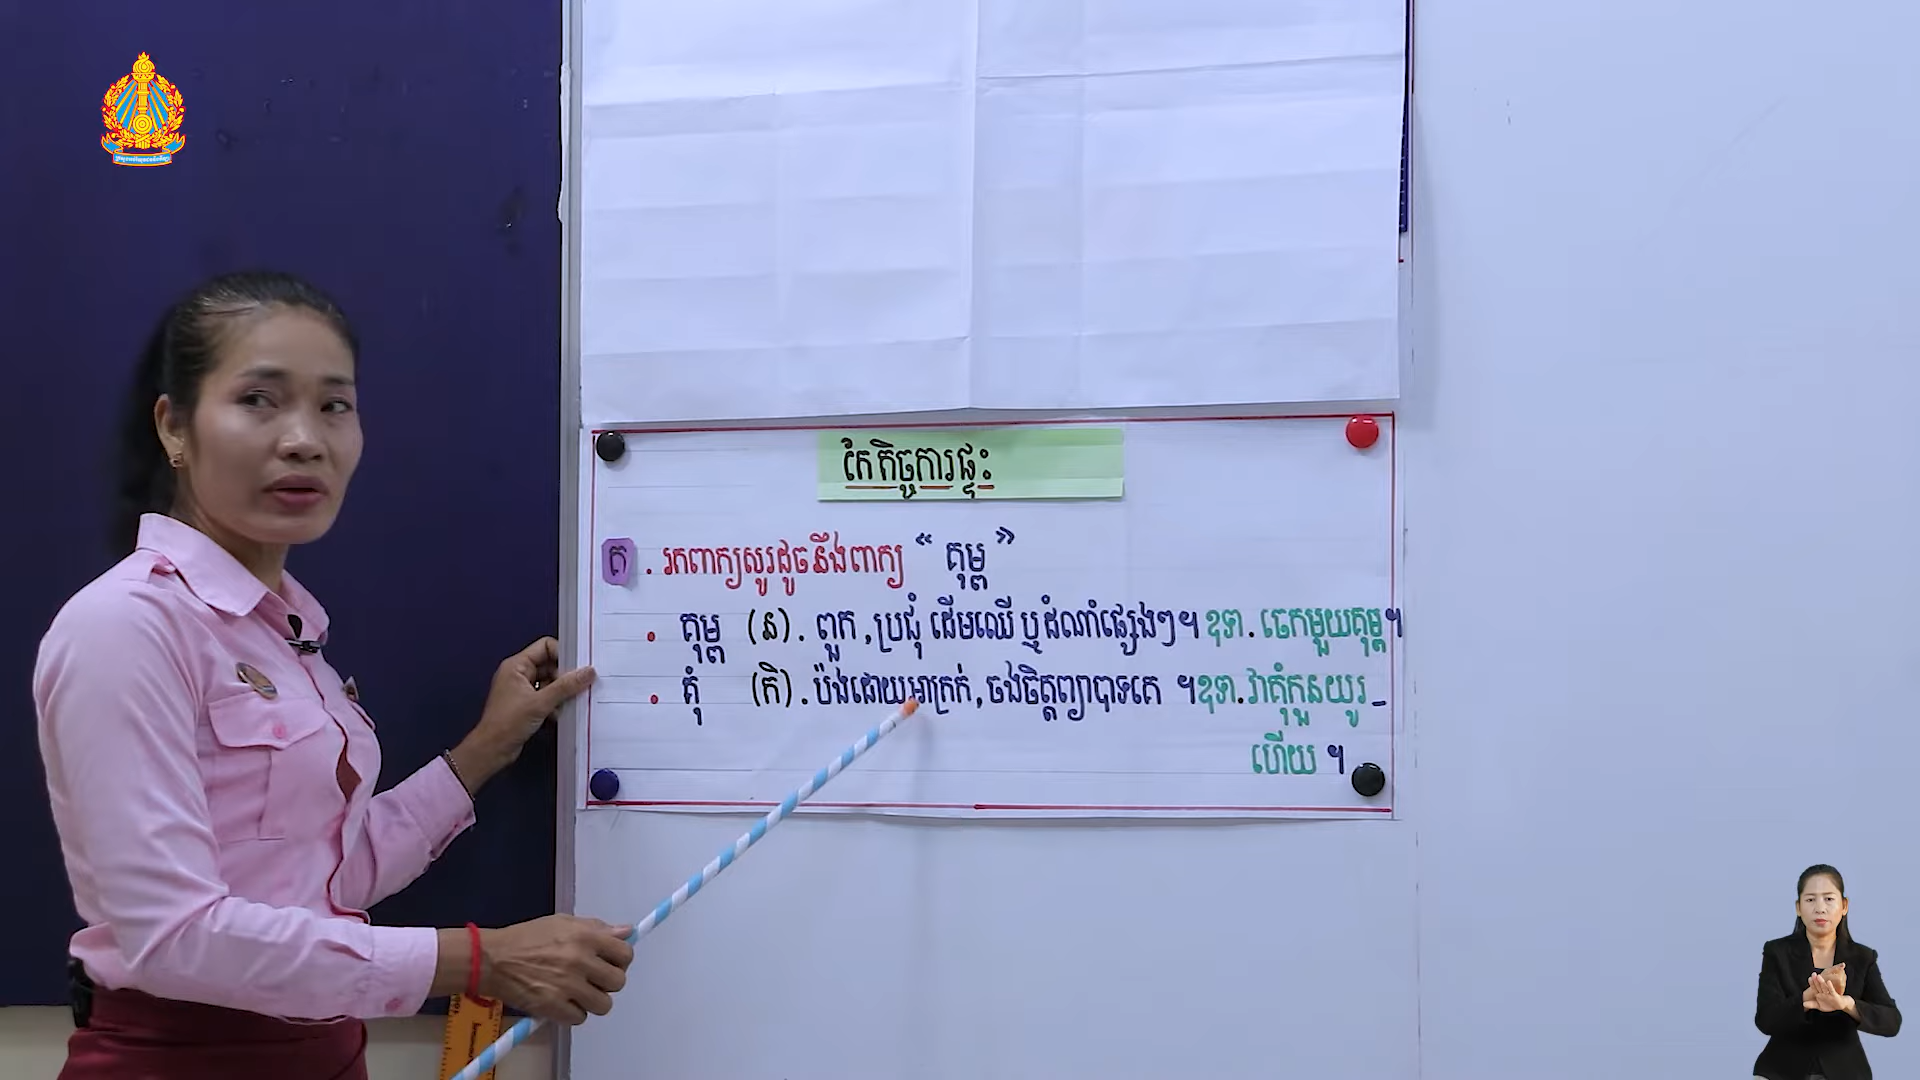 កែកិច្ចការផ្ទះ
គ . រកពាក្យសូរដូចនឹងពាក្យ “ គុម្ព ”
• គុម្ព (ន). ពួក , ប្រជុំ ដើមឈើ ឬដំណាំផ្សេងៗ។ ឧទា. ចេកមួយគុម្ព។
• គុំ (កិ). ប៉ងដោយអាក្រក់, ចងចិត្តព្យាបាទគេ ។ ឧទា. វាគុំកួនយូរ_
ហើយ ។